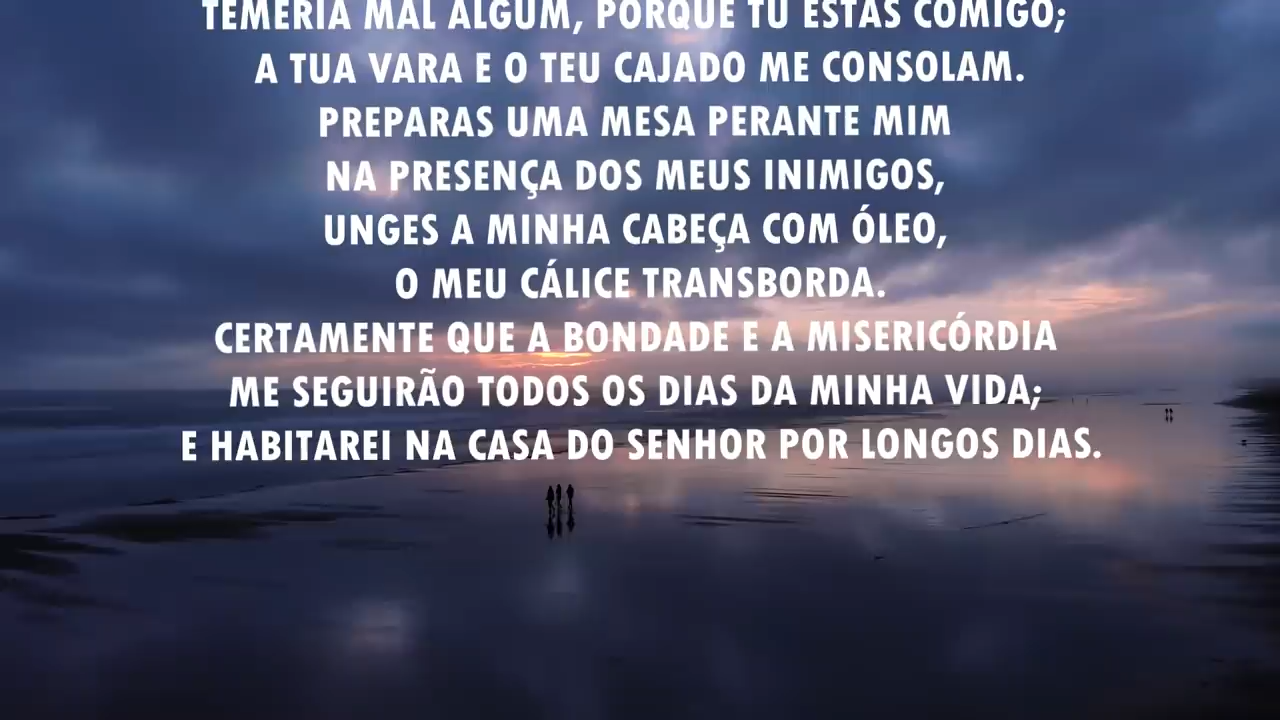 TEMERIA MAL ALGUM, PORQUE TU ESTÁS COMIGO;
A TUA VARA E O TEU CAJADO ME CONSOLAM.
PREPARAS UMA MESA PERANTE MIM
NA PRESENÇA DOS MEUS INIMIGOS,
UNGES A MINHA CABEÇA COM ÓLEO,
O MEU CÁLICE TRANSBORDA.
CERTAMENTE QUE A BONDADE E A MISERICÓRDIA
ME SEGUIRÃO TODOS OS DIAS DA MINHA VIDA;
E HABITAREI NA CASA DO SENHOR POR LONGOS DIAS.